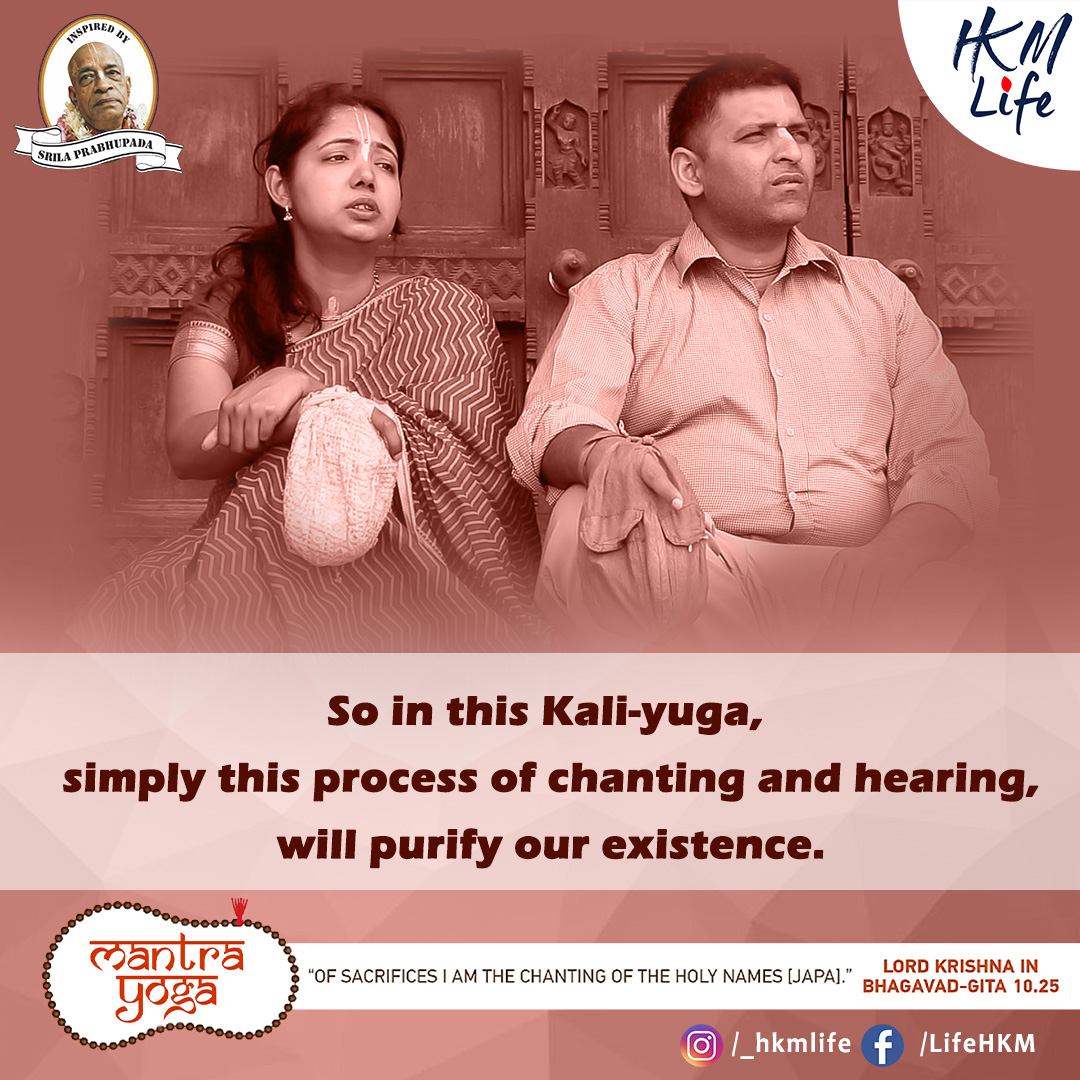 INSPIRED BY
SRILA PRABHUPADA
HKM
Life
So in this Kali-yuga,
simply this process of chanting and hearing,
will purify our existence.
mantra
yoga
"OF SACRIFICES I AM THE CHANTING OF THE HOLY NAMES [JAPA]."
LORD KRISHNA IN
BHAGAVAD-GITA 10.25
/_hkmlife
/LifeHKM